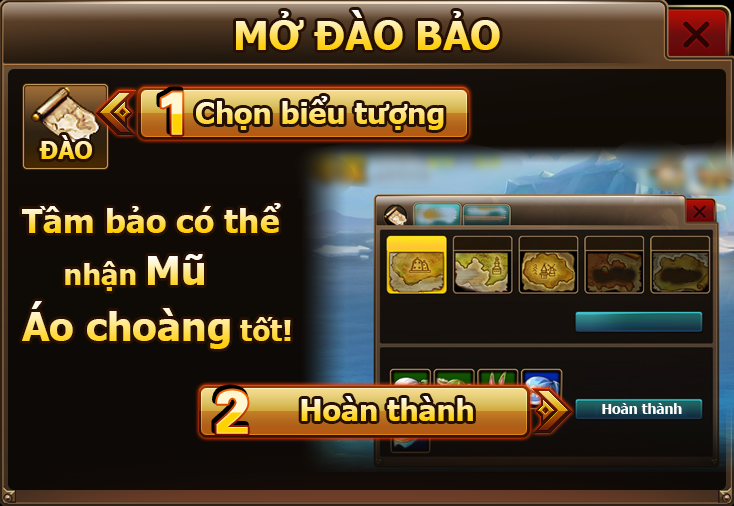 MỞ ĐÀO BẢO
1 Chọn biểu tượng
ĐÀO
Tầm bảo có thể
nhận Mũ
Áo choàng tốt!
2 Hoàn thành
Hoàn thành